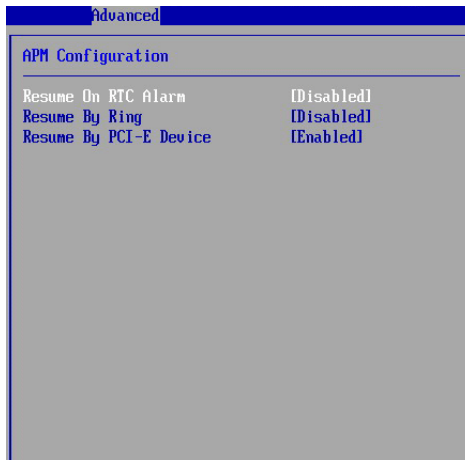 Advanced
APM Configuration
Resume On RTC Alarm [Disabled]
Resume By Ring [Disabled]
Resume By PCI-E Device [Enabled]